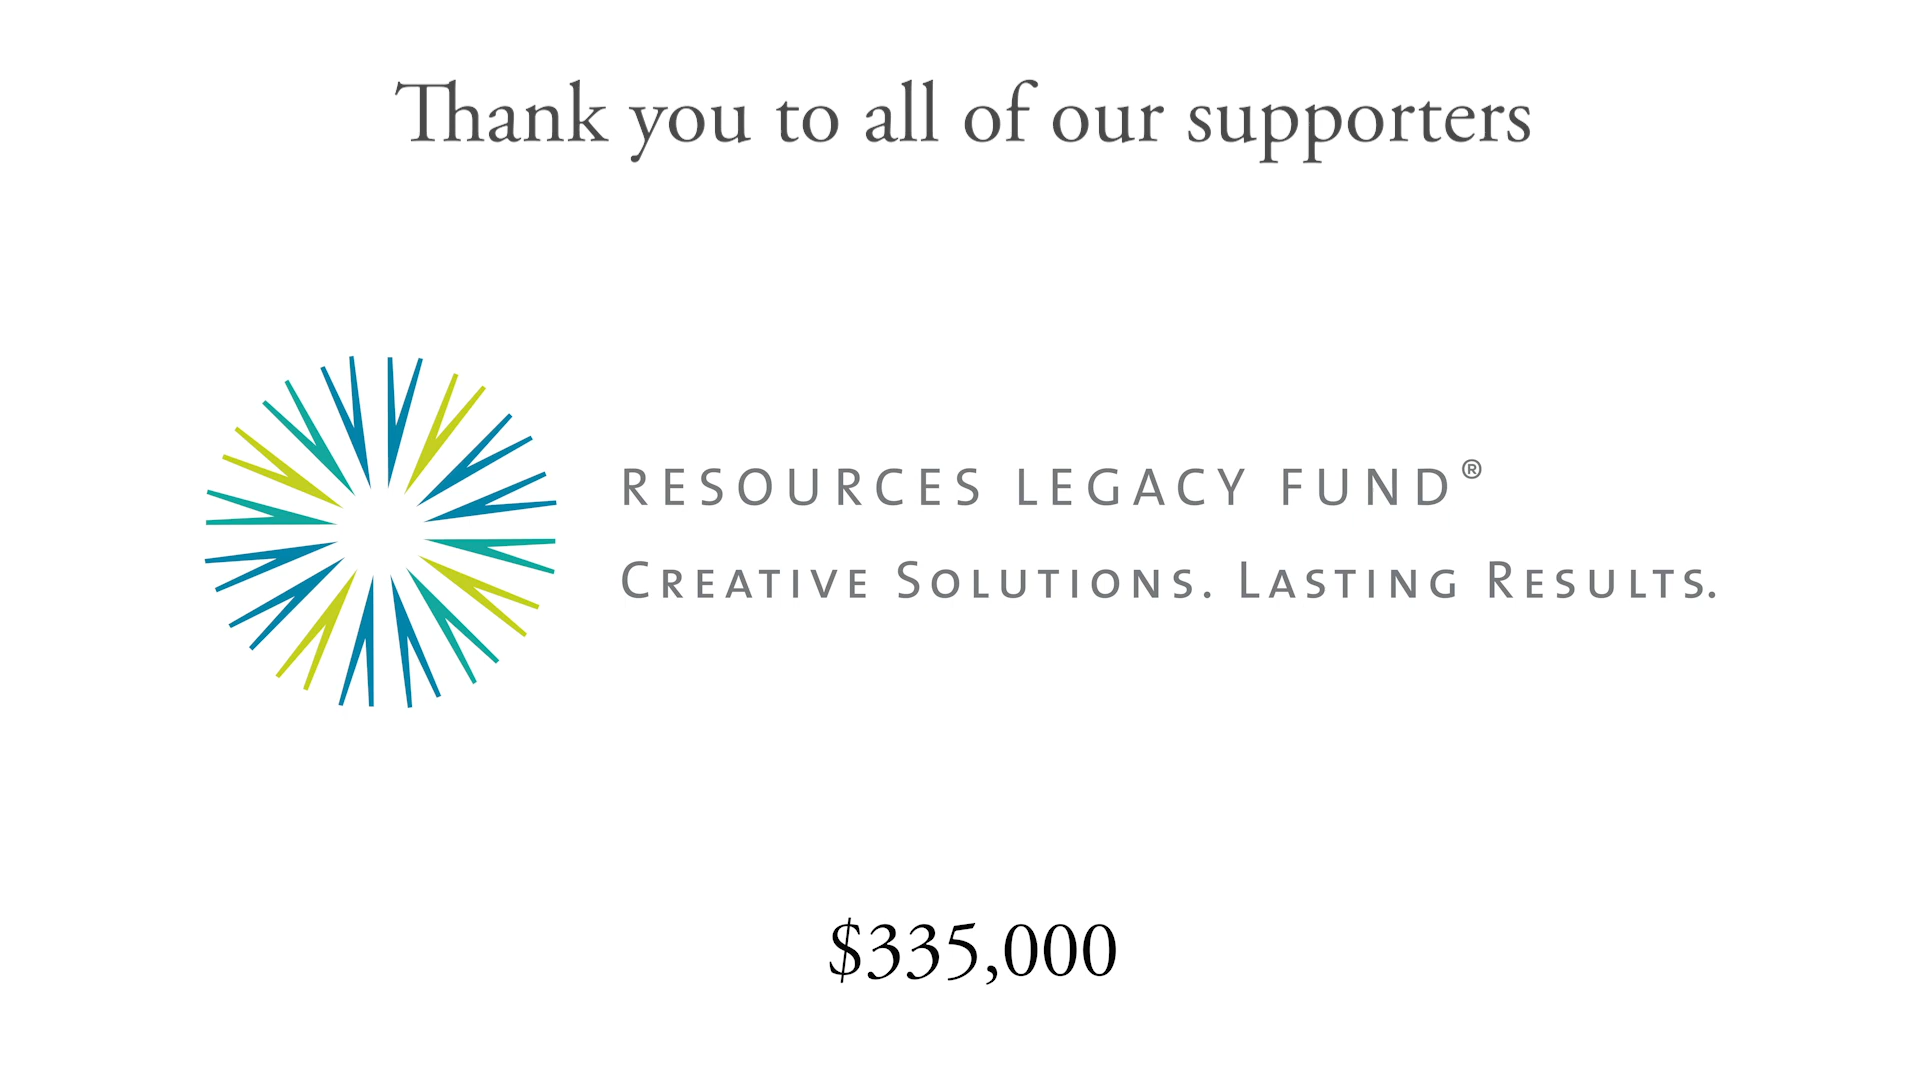 Thank you to all of our supporters
RESOURCES LEGACY FUND®
CREATIVE SOLUTIONS. LASTING RESULTS.
$335,000